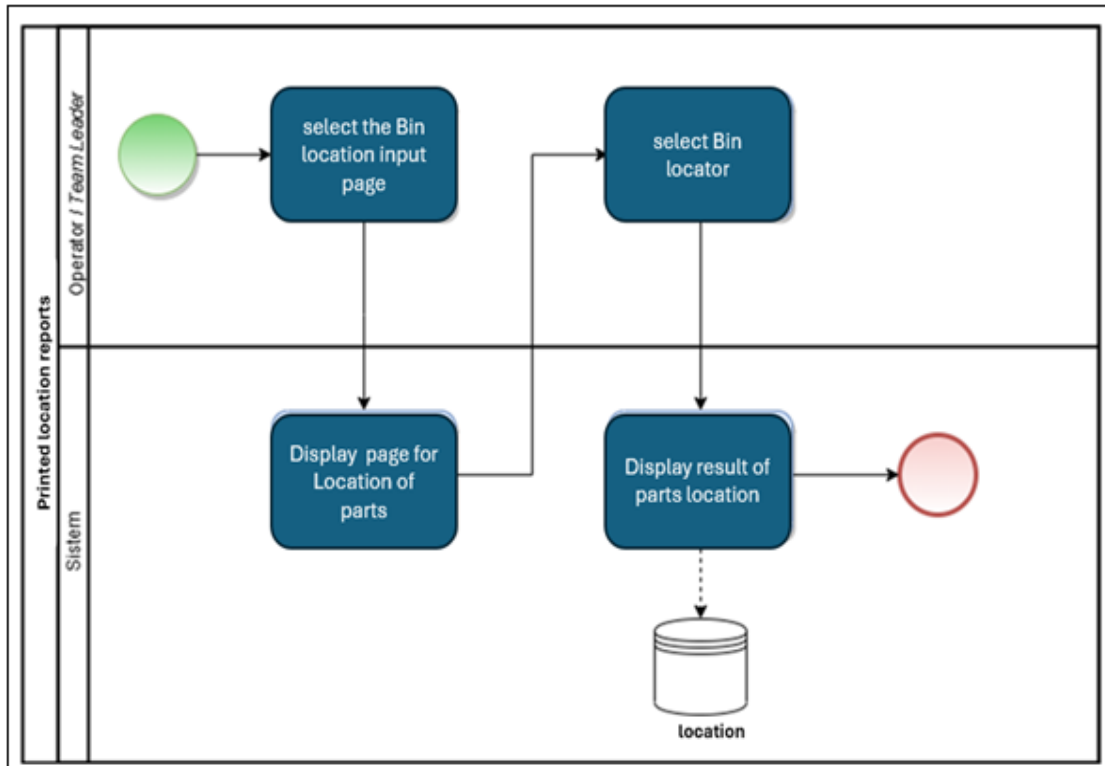 Printed location reports
Operator / Team Leader
select the Bin
location input
page
select Bin
locator
Sistem
Display page for
Location of
parts
Display result of
parts location
location